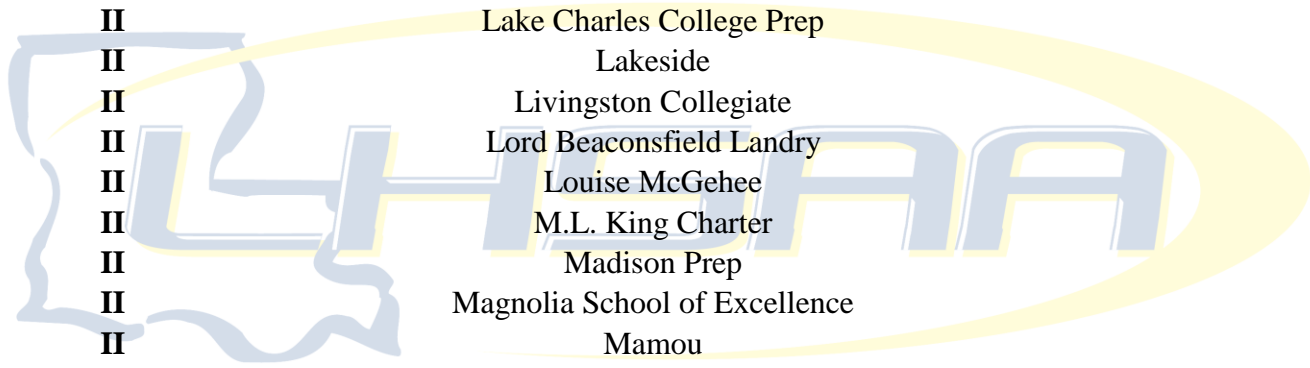 II Lake Charles College Prep
II Lakeside
II Livingston Collegiate
II Lord Beaconsfield Landry
II Louise McGehee
II M.L. King Charter
II Madison Prep
II Magnolia School of Excellence
II Mamou
LHSAA